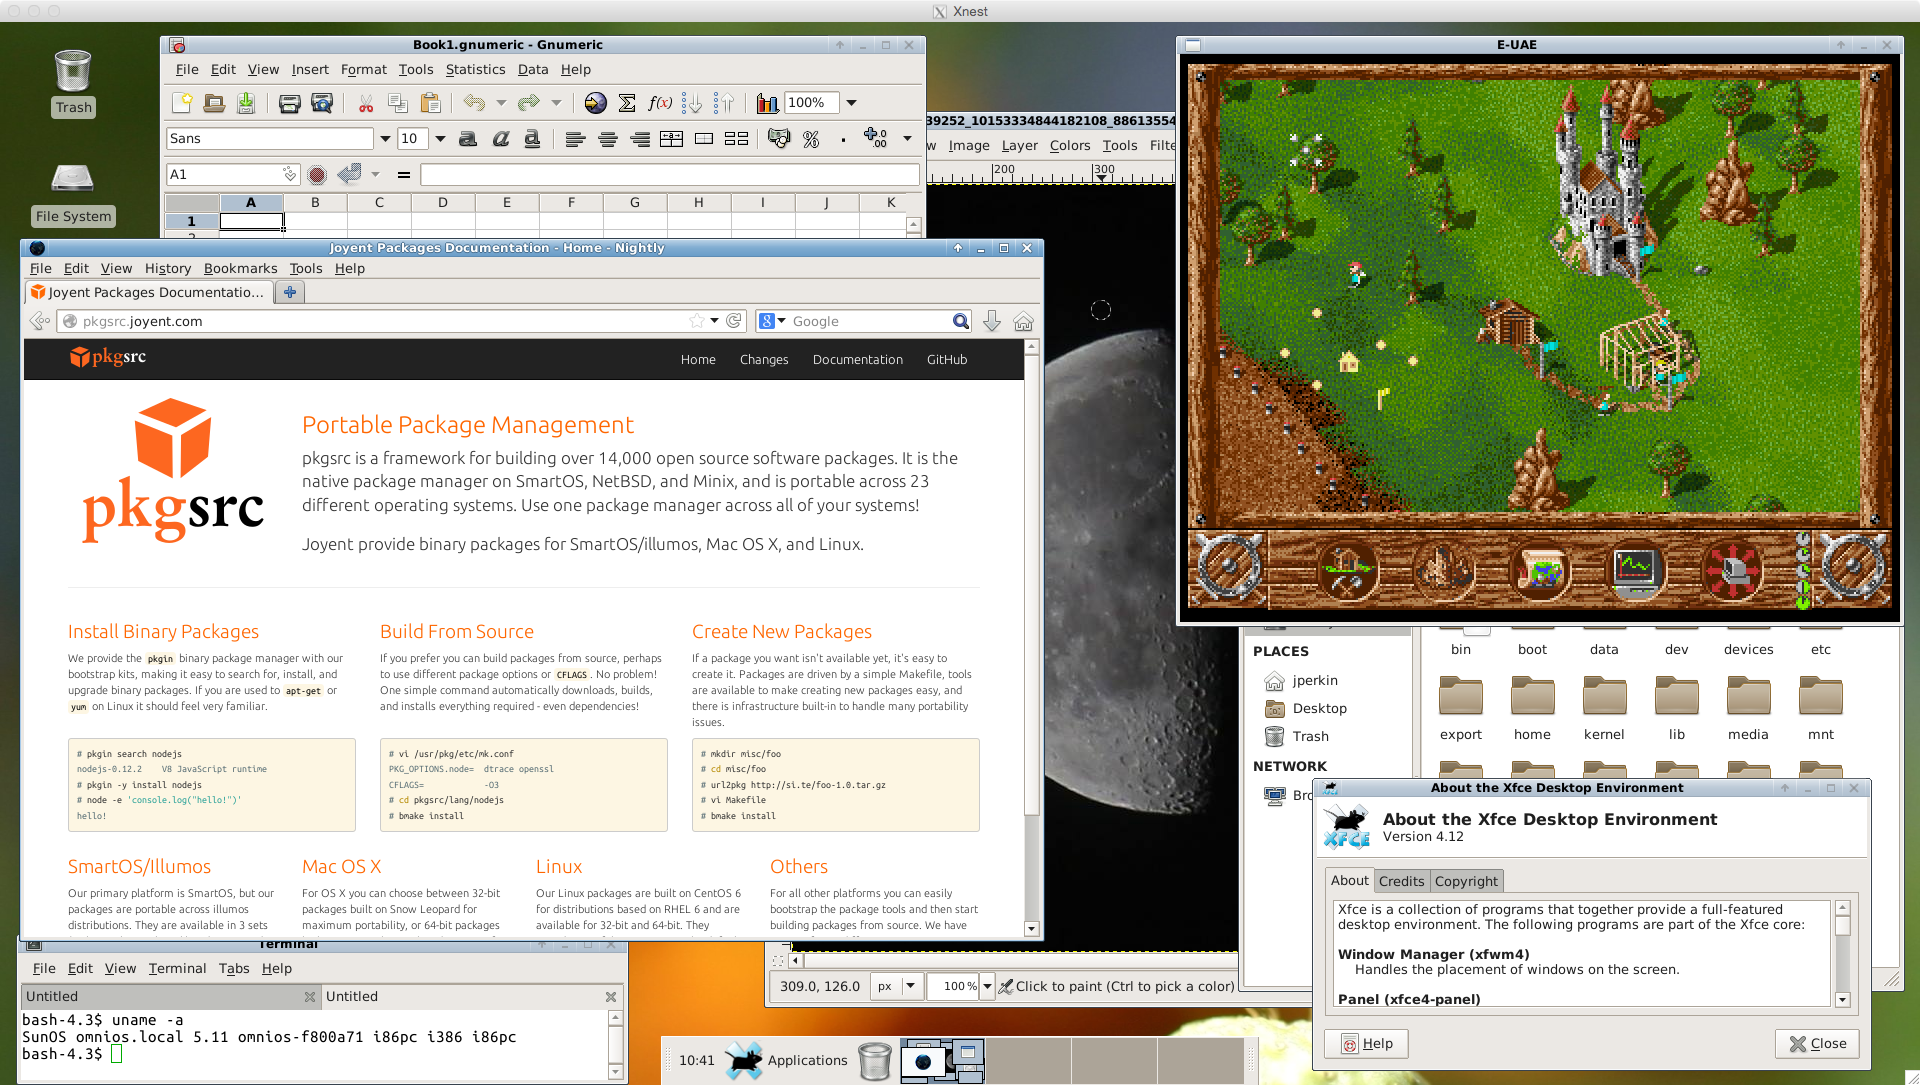 Xnest
Trash
File System
Book1.gnumeric - Gnumeric
File Edit View Insert Format Tools Statistics Data Help
100%
Sans
10
A1
A B C D E F G H I J K
1
39252_10153334844182108_88613554
Image Layer Colors Tools
200 300
E-UAE
Joyent Packages Documentation - Home - Nightly
File Edit View History Bookmarks Tools Help
Joyent Packages Documentatio...
pkgsrc.joyent.com
Google
pkgsrc
Home Changes Documentation GitHub
pkgsrc
Portable Package Management
pkgsrc is a framework for building over 14,000 open source software packages. It is the
native package manager on SmartOS, NetBSD, and Minix, and is portable across 23
different operating systems. Use one package manager across all of your systems!
Joyent provide binary packages for SmartOS/illumos, Mac OS X, and Linux.
Install Binary Packages
We provide the pkgin binary package manager with our
bootstrap kits, making it easy to search for, install, and
upgrade binary packages. If you are used to apt-get or
yum on Linux it should feel very familiar.
# pkgin search nodejs
nodejs-0.12.2 V8 JavaScript runtime
# pkgin -y install nodejs
# node -e 'console.log("hello!")'
hello!
Build From Source
If you prefer you can build packages from source, perhaps
to use different package options or CFLAGS. No problem!
One simple command automatically downloads, builds,
and installs everything required - even dependencies!
# vi /usr/pkg/etc/mk.conf
PKG_OPTIONS.node= dtrace openssl
CFLAGS= -O3
# cd pkgsrc/lang/nodejs
# bmake install
Create New Packages
If a package you want isn't available yet, it's easy to
create it. Packages are driven by a simple Makefile, tools
are available to make creating new packages easy, and
there is infrastructure built-in to handle many portability
issues.
# mkdir misc/foo
# cd misc/foo
# url2pkg http://si.te/foo-1.0.tar.gz
# vi Makefile
# bmake install
SmartOS/Illumos
Our primary platform is SmartOS, but our
packages are portable across illumos
distributions. They are available in 3 sets
Mac OS X
For OS X you can choose between 32-bit
packages built on Snow Leopard for
maximum portability, or 64-bit packages
Linux
Our Linux packages are built on CentOS 6
for distributions based on RHEL 6 and are
available for 32-bit and 64-bit. They
Others
For all other platforms you can easily
bootstrap the package tools and then start
building packages from source. We have
PLACES
jperkin
Desktop
Trash
NETWORK
bin boot data dev devices etc
export home kernel lib media mnt
About the Xfce Desktop Environment
XFCE
About the Xfce Desktop Environment
Version 4.12
About Credits Copyright
Xfce is a collection of programs that together provide a full-featured
desktop environment. The following programs are part of the Xfce core:
Window Manager (xfwm4)
Handles the placement of windows on the screen.
Panel (xfce4-panel)
Help Close
Terminal
File Edit View Terminal Tabs Help
Untitled Untitled
bash-4.3$ uname -a
SunOS omnios.local 5.11 omnios-f800a71 i86pc i386 i86pc
bash-4.3$
309.0, 126.0 px 100 % Click to paint (Ctrl to pick a color)
10:41 Applications